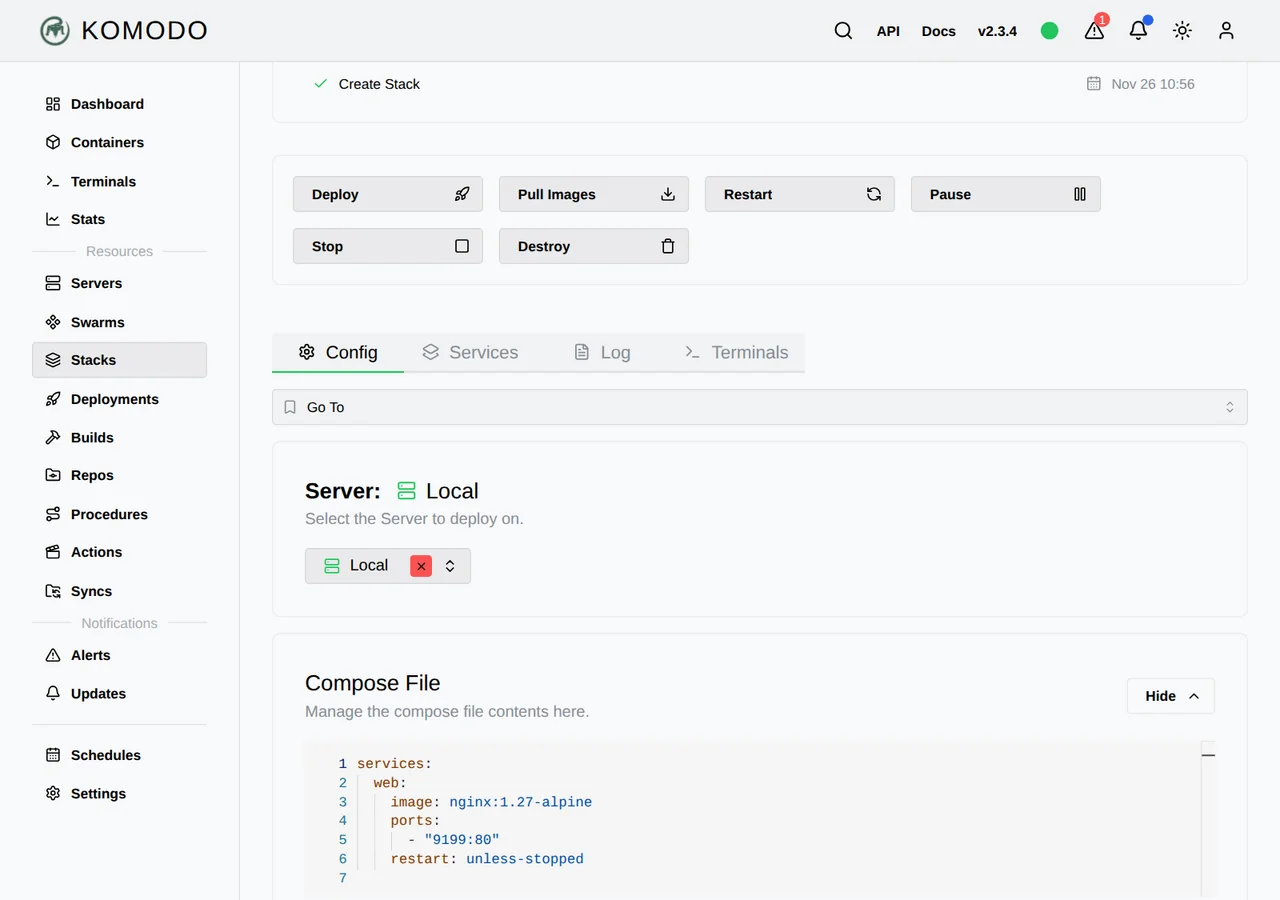 KOMODO
API Docs v2.3.4 1
Dashboard
Containers
Terminals
Stats
Resources
Servers
Swarms
Stacks
Deployments
Builds
Repos
Procedures
Actions
Syncs
Notifications
Alerts
Updates
Schedules
Settings
Create Stack Nov 26 10:56
Deploy Pull Images Restart Pause
Stop Destroy
Config Services Log Terminals
Go To
Server: Local
Select the Server to deploy on.
Local
Compose File
Manage the compose file contents here.
Hide
1 services:
2   web:
3     image: nginx:1.27-alpine
4     ports:
5       - "9199:80"
6     restart: unless-stopped
7